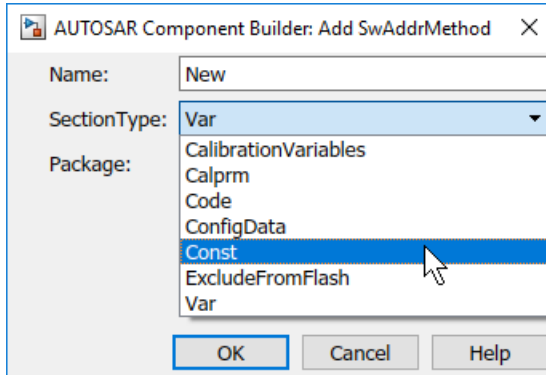 AUTOSAR Component Builder: Add SwAddrMethod
Name: New
SectionType: Var
Package:
CalibrationVariables
Calprm
Code
ConfigData
Const
ExcludeFromFlash
Var
OK Cancel Help